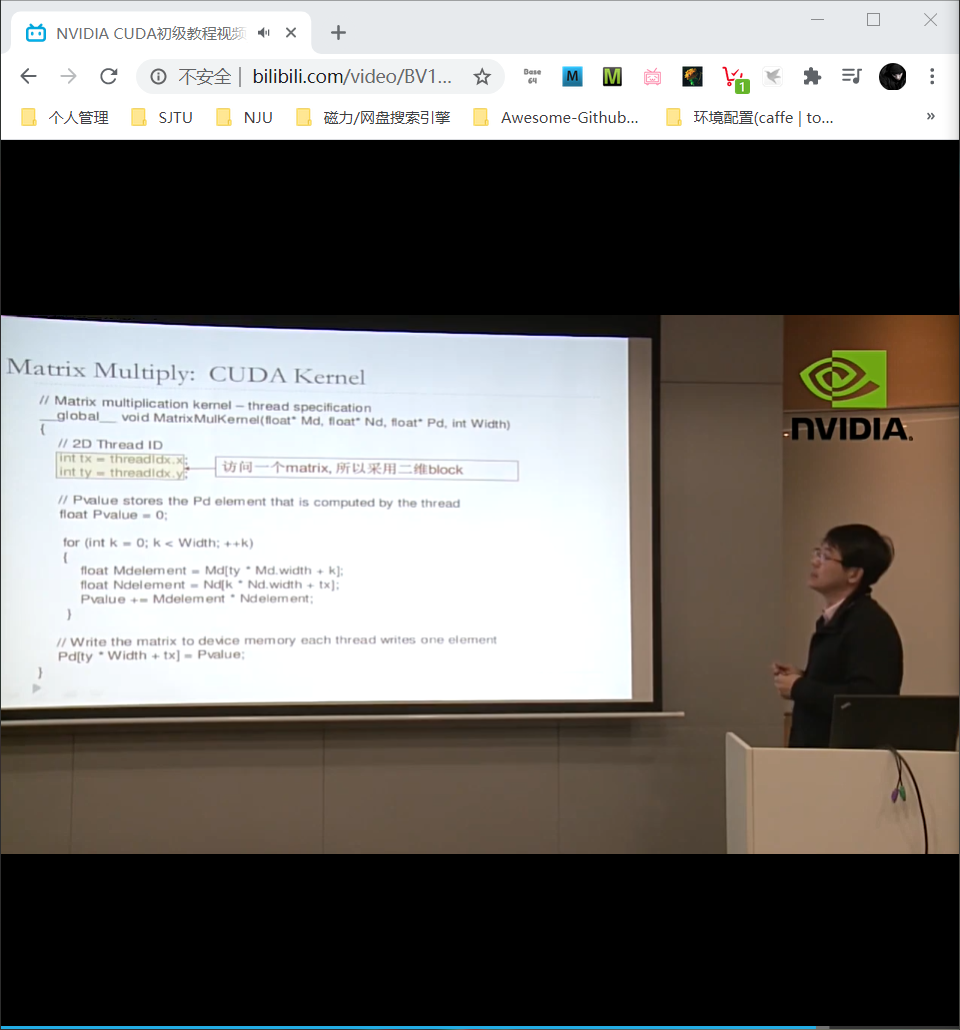 NVIDIA CUDA初级教程视频
不安全 | bilibili.com/video/BV1...
Base
64
M
M
1
个人管理
SJTU
NJU
磁力/网盘搜索引擎
Awesome-Github...
环境配置(caffe | to...
»
Matrix Multiply: CUDA Kernel
// Matrix multiplication kernel – thread specification
__global__ void MatrixMulKernel(float* Md, float* Nd, float* Pd, int Width)
{
// 2D Thread ID
int tx = threadIdx.x;
int ty = threadIdx.y;
访问一个matrix, 所以采用二维block
// Pvalue stores the Pd element that is computed by the thread
float Pvalue = 0;
for (int k = 0; k < Width; ++k)
{
float Mdelement = Md[ty * Md.width + k];
float Ndelement = Nd[k * Nd.width + tx];
Pvalue += Mdelement * Ndelement;
}
// Write the matrix to device memory each thread writes one element
Pd[ty * Width + tx] = Pvalue;
}
NVIDIA.